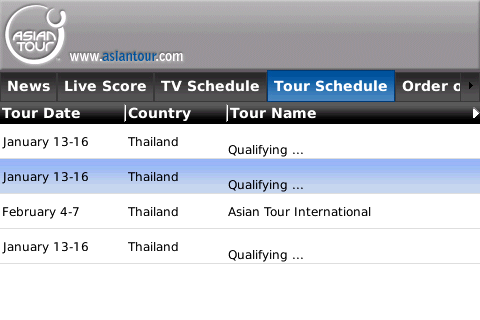 ASIAN
TOUR
www.asiantour.com
News Live Score TV Schedule Tour Schedule Order o
Tour Date Country Tour Name
January 13-16 Thailand Qualifying ...
January 13-16 Thailand Qualifying ...
February 4-7 Thailand Asian Tour International
January 13-16 Thailand Qualifying ...